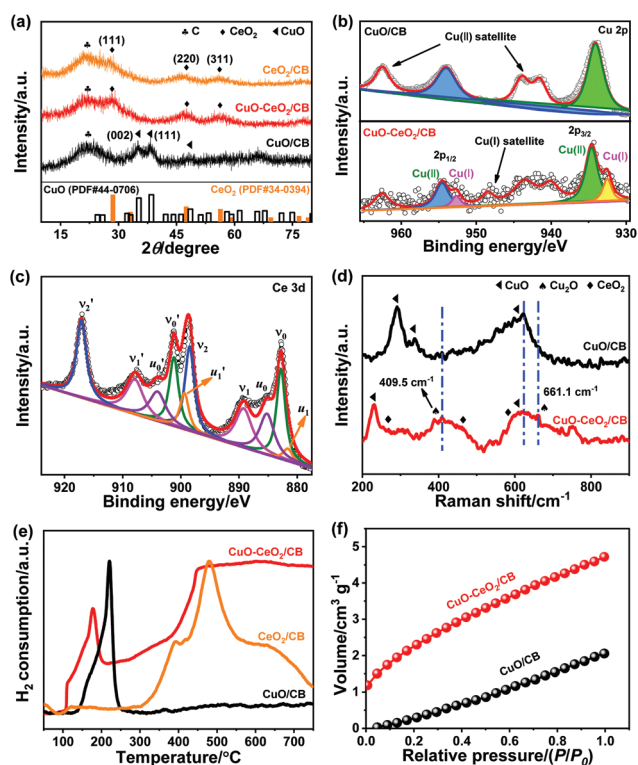 (a)
♣ C ♦ CeO2 ◀ CuO
(111)
(220) (311)
CeO2/CB
CuO-CeO2/CB
(002) (111)
CuO/CB
CuO (PDF#44-0706) CeO2 (PDF#34-0394)
15 30 45 60 75
2θ/degree
Intensity/a.u.
(b)
Cu 2p
CuO/CB
Cu(II) satellite
CuO-CeO2/CB
Cu(I) satellite
2p1/2
2p3/2
Cu(II)
Cu(I)
Cu(II)
Cu(I)
960 950 940 930
Binding energy/eV
Intensity/a.u.
(c)
Ce 3d
ν2'
ν1'
u0'
ν0'
ν2
u1'
ν1
u0
ν0
u1
920 900 880
Binding energy/eV
Intensity/a.u.
(d)
◀ CuO ♠ Cu2O ♦ CeO2
CuO/CB
409.5 cm-1
661.1 cm-1
CuO-CeO2/CB
200 400 600 800
Raman shift/cm-1
Intensity/a.u.
(e)
CuO-CeO2/CB
CeO2/CB
CuO/CB
100 200 300 400 500 600 700
Temperature/oC
H2 consumption/a.u.
(f)
CuO-CeO2/CB
CuO/CB
0 1 2 3 4 5
0.0 0.2 0.4 0.6 0.8 1.0
Relative pressure/(P/P0)
Volume/cm3 g-1